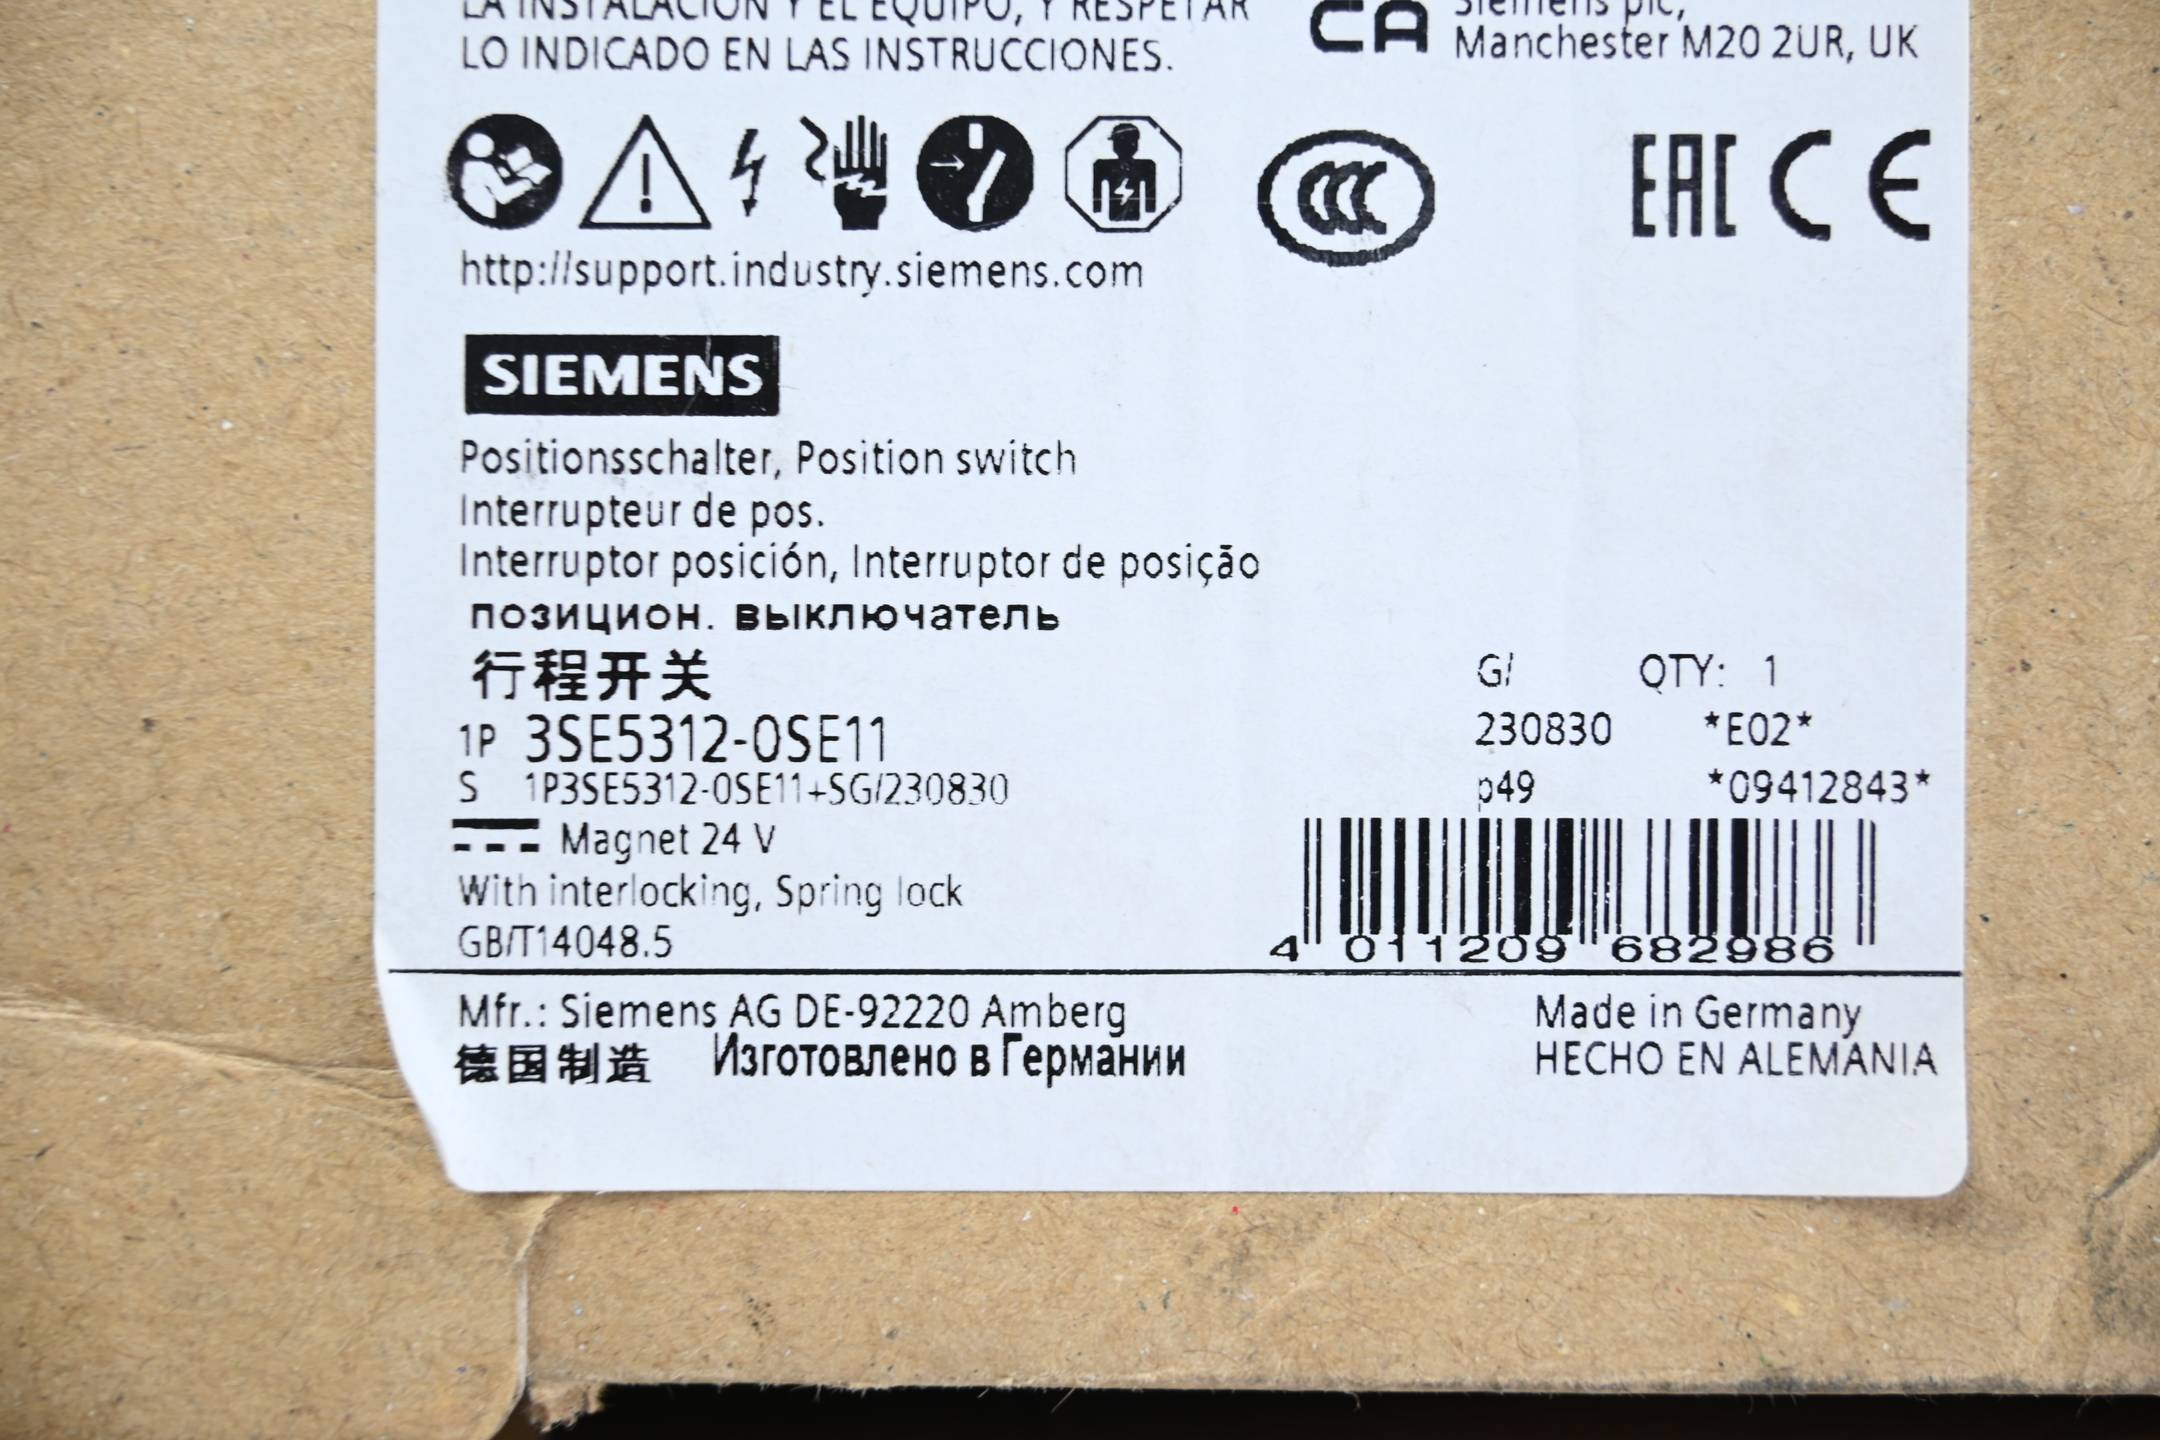 LA INSTALACIÓN Y EL EQUIPO, Y RESPETAR
LO INDICADO EN LAS INSTRUCCIONES.
UK
CA
Siemens plc,
Manchester M20 2UR, UK
CCC
EAC CE
http://support.industry.siemens.com
SIEMENS
Positionsschalter, Position switch
Interrupteur de pos.
Interruptor posición, Interruptor de posição
позицион. выключатель
行程开关
1P 3SE5312-0SE11
S 1P3SE5312-0SE11+SG/230830
Magnet 24 V
With interlocking, Spring lock
GB/T14048.5
G/ QTY: 1
230830 *E02*
p49 *09412843*
4 011209 682986
Mfr.: Siemens AG DE-92220 Amberg
德国制造 Изготовлено в Германии
Made in Germany
HECHO EN ALEMANIA